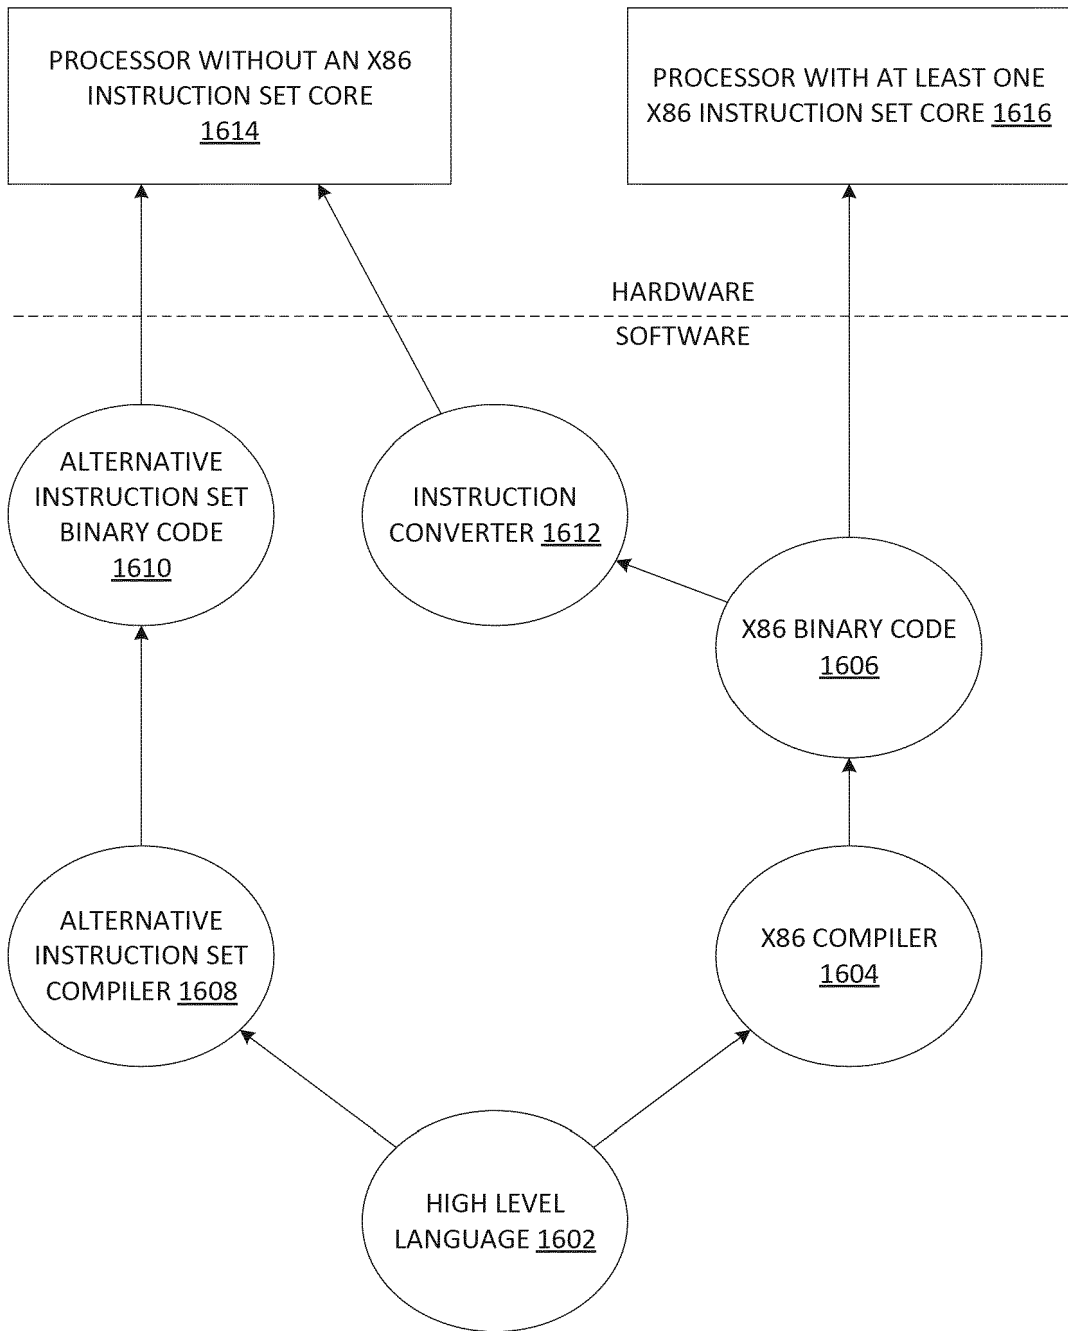 PROCESSOR WITHOUT AN X86
INSTRUCTION SET CORE
1614
PROCESSOR WITH AT LEAST ONE
X86 INSTRUCTION SET CORE 1616
HARDWARE
SOFTWARE
ALTERNATIVE
INSTRUCTION SET
BINARY CODE
1610
INSTRUCTION
CONVERTER 1612
X86 BINARY CODE
1606
ALTERNATIVE
INSTRUCTION SET
COMPILER 1608
X86 COMPILER
1604
HIGH LEVEL
LANGUAGE 1602